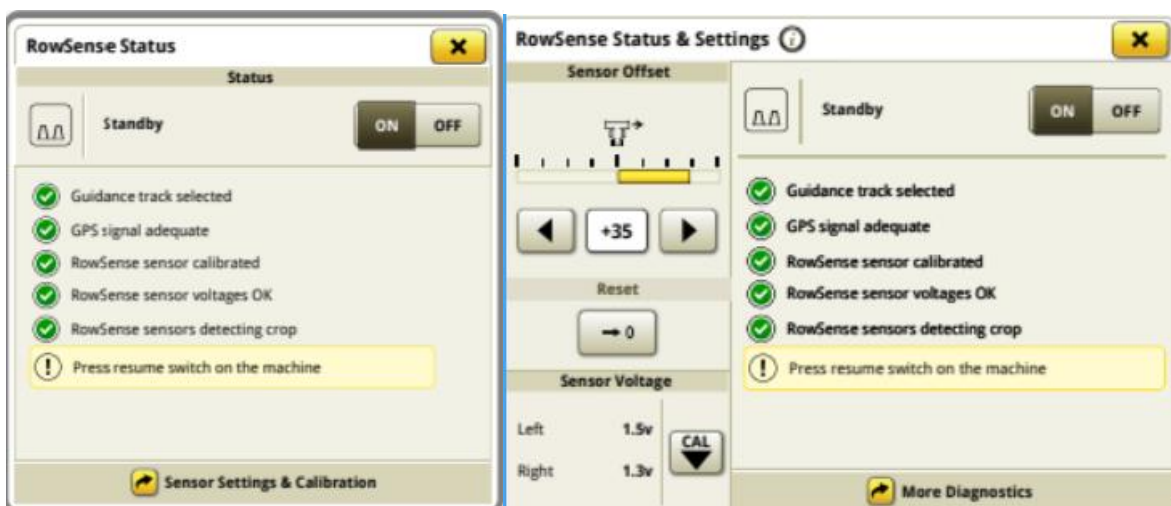 RowSense Status
Status
Standby
ON OFF
Guidance track selected
GPS signal adequate
RowSense sensor calibrated
RowSense sensor voltages OK
RowSense sensors detecting crop
Press resume switch on the machine
Sensor Settings & Calibration
RowSense Status & Settings
Sensor Offset
+35
Reset
→ 0
Sensor Voltage
Left 1.5v
Right 1.3v
CAL
Standby
ON OFF
Guidance track selected
GPS signal adequate
RowSense sensor calibrated
RowSense sensor voltages OK
RowSense sensors detecting crop
Press resume switch on the machine
More Diagnostics